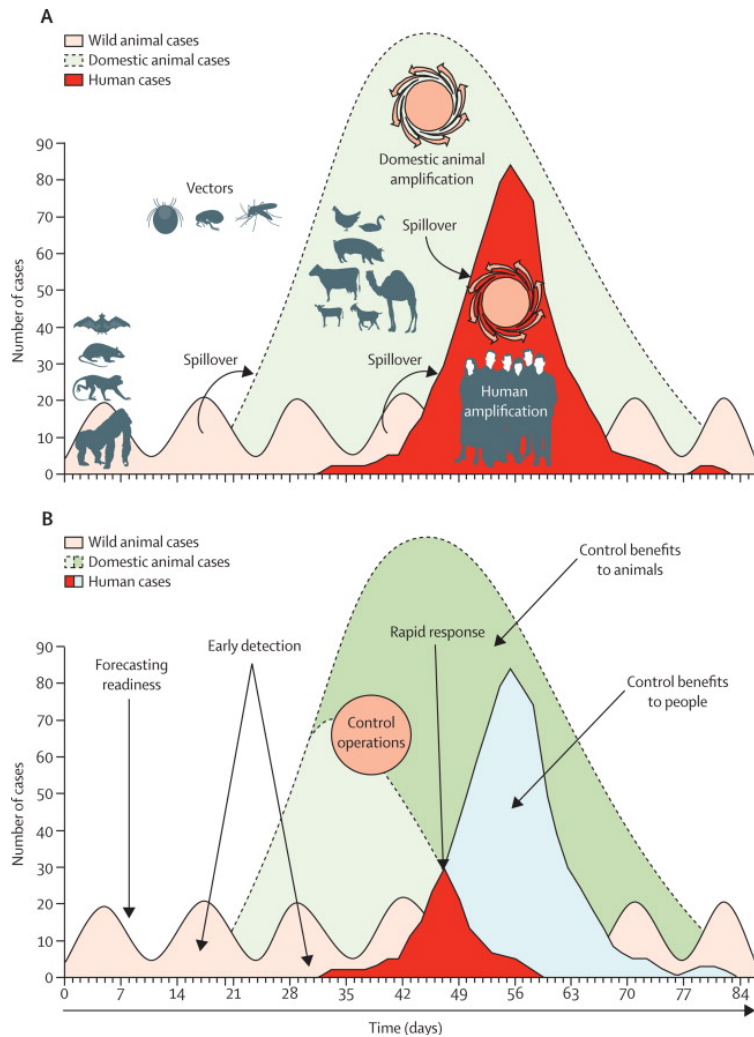 A
Wild animal cases
Domestic animal cases
Human cases
90
80
70
60
50
40
30
20
10
0
Number of cases
Vectors
Domestic animal
amplification
Spillover
Spillover
Spillover
Human
amplification
B
Wild animal cases
Domestic animal cases
Human cases
Control benefits
to animals
Rapid response
Early detection
Forecasting
readiness
Control benefits
to people
Control
operations
90
80
70
60
50
40
30
20
10
0
Number of cases
0 7 14 21 28 35 42 49 56 63 70 77 84
Time (days)